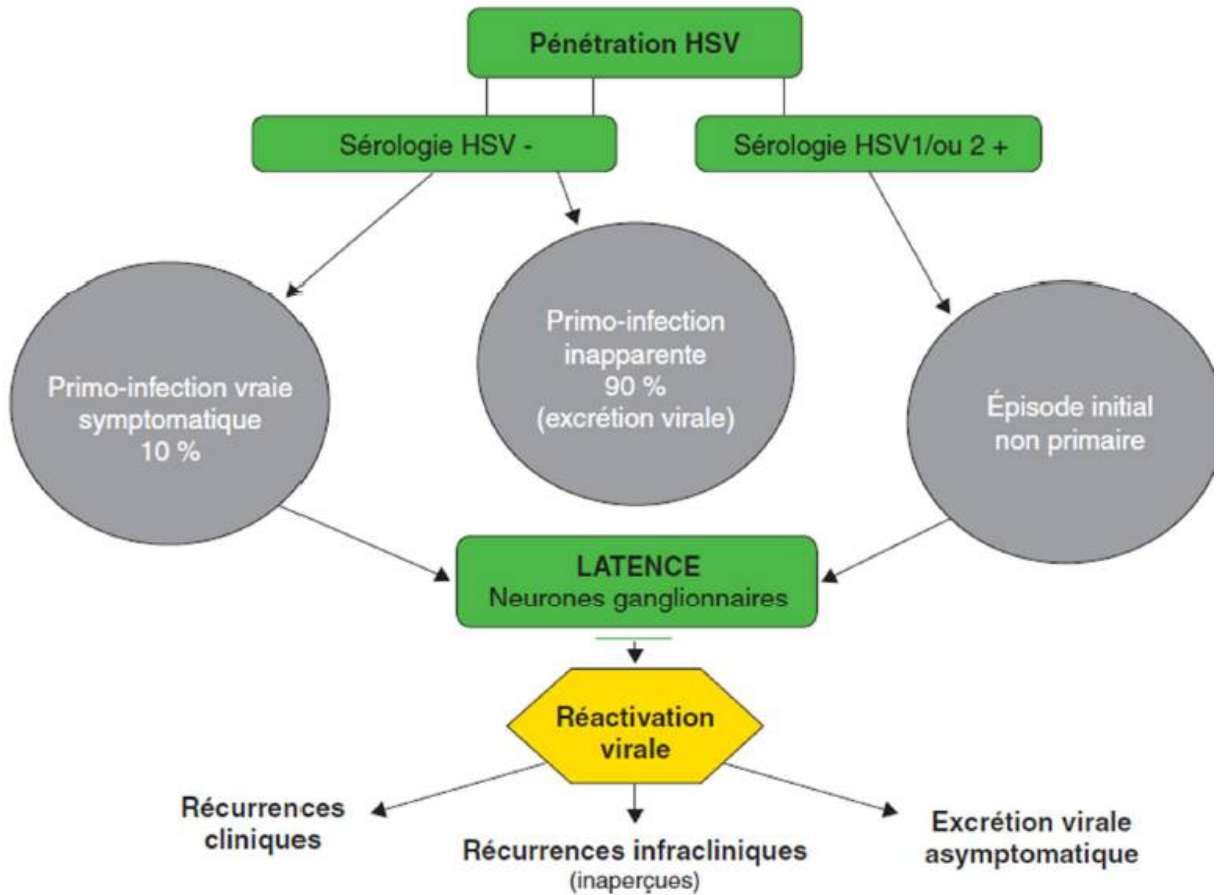 Pénétration HSV
Sérologie HSV -
Sérologie HSV1/ou 2 +
Primo-infection vraie
symptomatique
10 %
Primo-infection
inapparente
90 %
(excrétion virale)
Épisode initial
non primaire
LATENCE
Neurones ganglionnaires
Réactivation
virale
Récurrences
cliniques
Récurrences infracliniques
(inaperçues)
Excrétion virale
asymptomatique